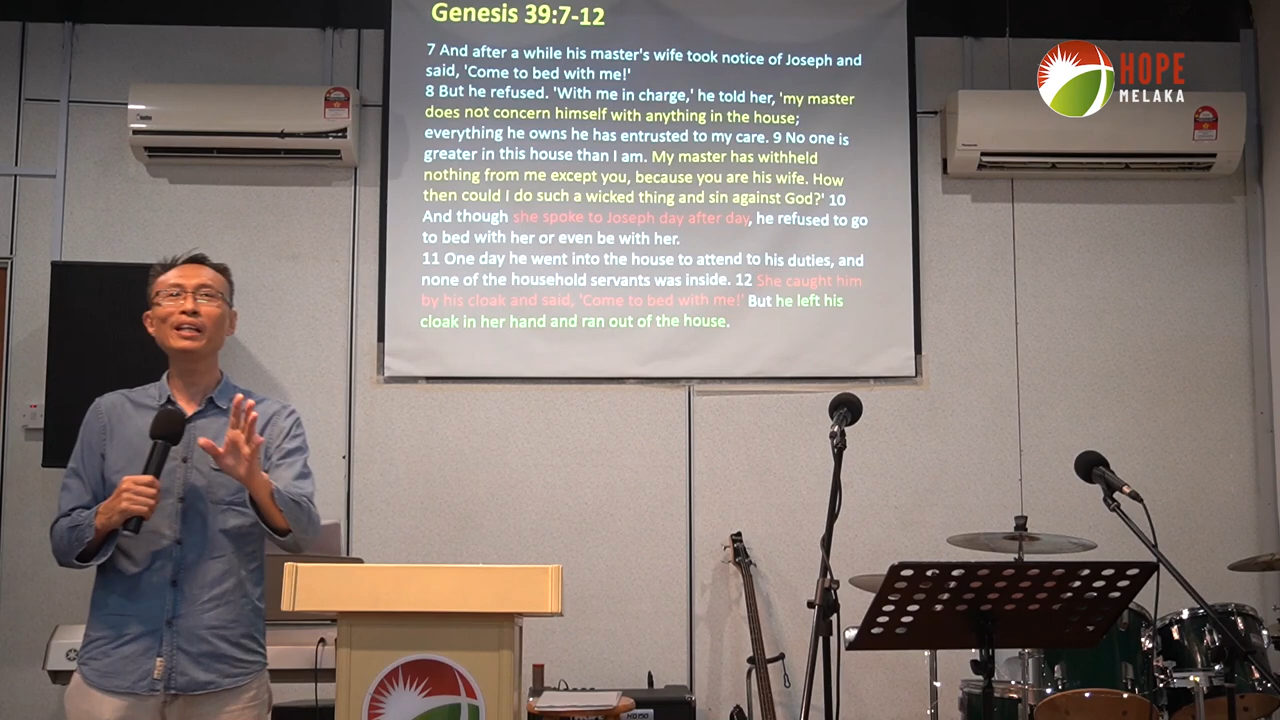 Genesis 39:7-12
7 And after a while his master's wife took notice of Joseph and
said, 'Come to bed with me!'
8 But he refused. 'With me in charge,' he told her, 'my master
does not concern himself with anything in the house;
everything he owns he has entrusted to my care. 9 No one is
greater in this house than I am. My master has withheld
nothing from me except you, because you are his wife. How
then could I do such a wicked thing and sin against God?' 10
And though she spoke to Joseph day after day, he refused to go
to bed with her or even be with her.
11 One day he went into the house to attend to his duties, and
none of the household servants was inside. 12 She caught him
by his cloak and said, 'Come to bed with me!' But he left his
cloak in her hand and ran out of the house.
HOPE
MELAKA
HD150